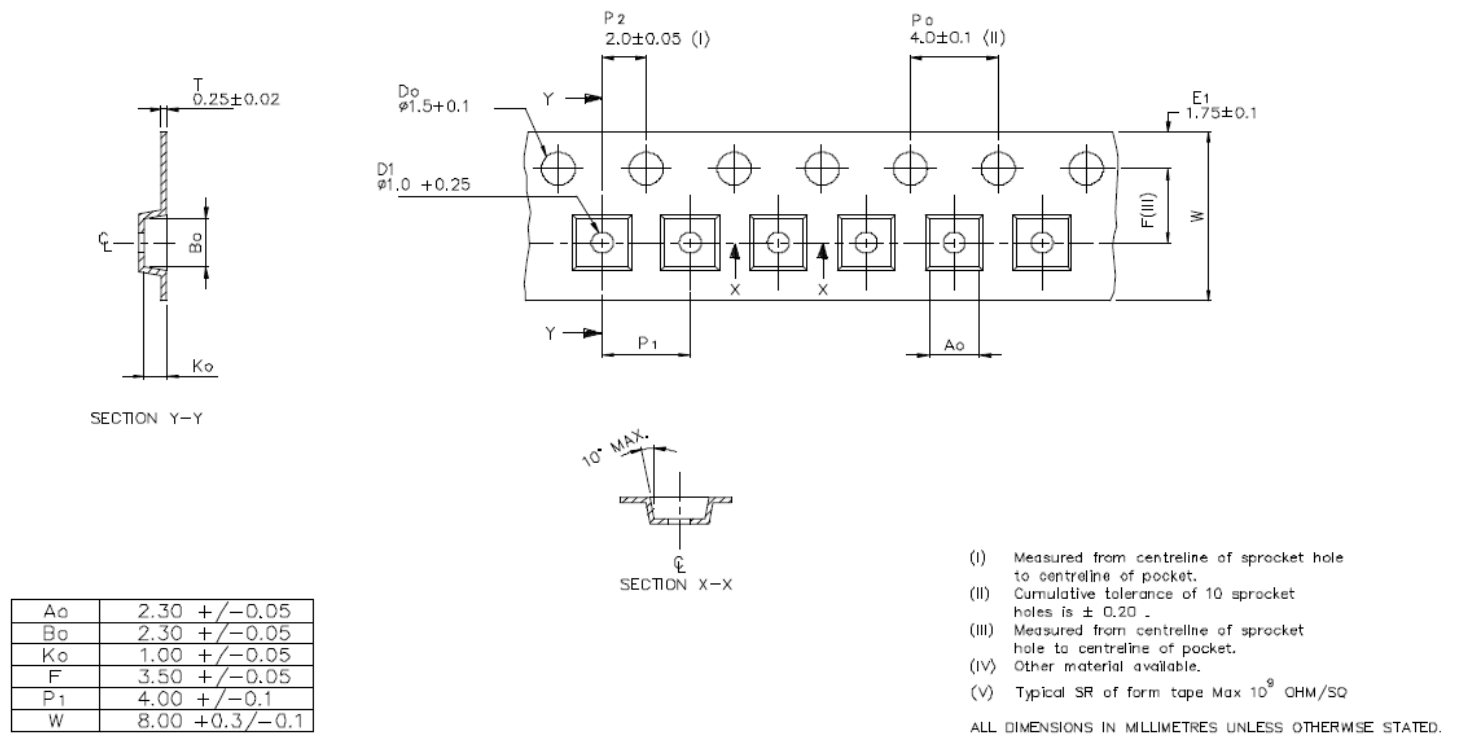 P2
2.0±0.05 (I)
Po
4.0±0.1 (II)
T
0.25±0.02
Do
ø1.5+0.1
Y
E1
1.75±0.1
D1
ø1.0 +0.25
F(III)
W
℄
Bo
X
X
Y
P1
Ao
Ko
SECTION Y-Y
10° MAX.
℄
SECTION X-X
(I) Measured from centreline of sprocket hole
to centreline of pocket.
(II) Cumulative tolerance of 10 sprocket
holes is ± 0.20 .
(III) Measured from centreline of sprocket
hole to centreline of pocket.
(IV) Other material available.
(V) Typical SR of form tape Max 10⁹ OHM/SQ
ALL DIMENSIONS IN MILLIMETRES UNLESS OTHERWISE STATED.
Ao 2.30 +/-0.05
Bo 2.30 +/-0.05
Ko 1.00 +/-0.05
F 3.50 +/-0.05
P1 4.00 +/-0.1
W 8.00 +0.3/-0.1